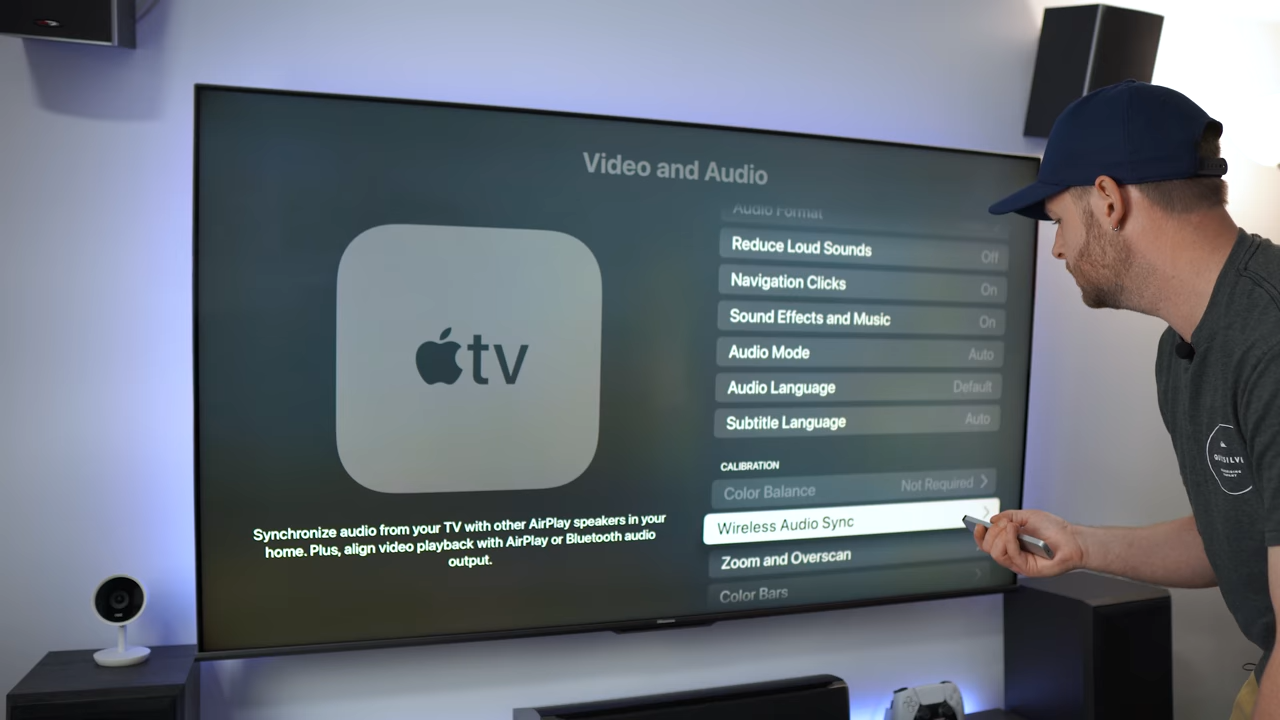 Video and Audio
Audio Format
Reduce Loud Sounds Off
Navigation Clicks On
Sound Effects and Music On
Audio Mode Auto
Audio Language Default
Subtitle Language Auto
CALIBRATION
Color Balance Not Required
Wireless Audio Sync
Zoom and Overscan
Color Bars
tv
Synchronize audio from your TV with other AirPlay speakers in your
home. Plus, align video playback with AirPlay or Bluetooth audio
output.